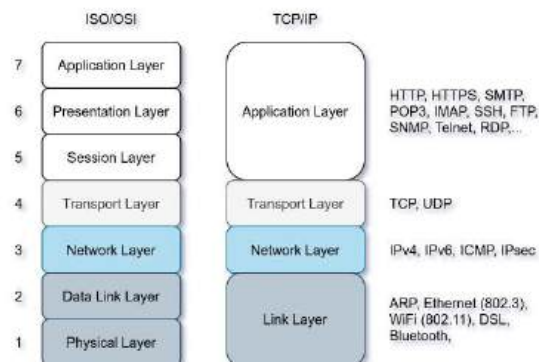 ISO/OSI
TCP/IP
7
Application Layer
6
Presentation Layer
5
Session Layer
4
Transport Layer
3
Network Layer
2
Data Link Layer
1
Physical Layer
Application Layer
Transport Layer
Network Layer
Link Layer
HTTP, HTTPS, SMTP,
POP3, IMAP, SSH, FTP,
SNMP, Telnet, RDP,...
TCP, UDP
IPv4, IPv6, ICMP, IPsec
ARP, Ethernet (802.3),
WiFi (802.11), DSL,
Bluetooth,